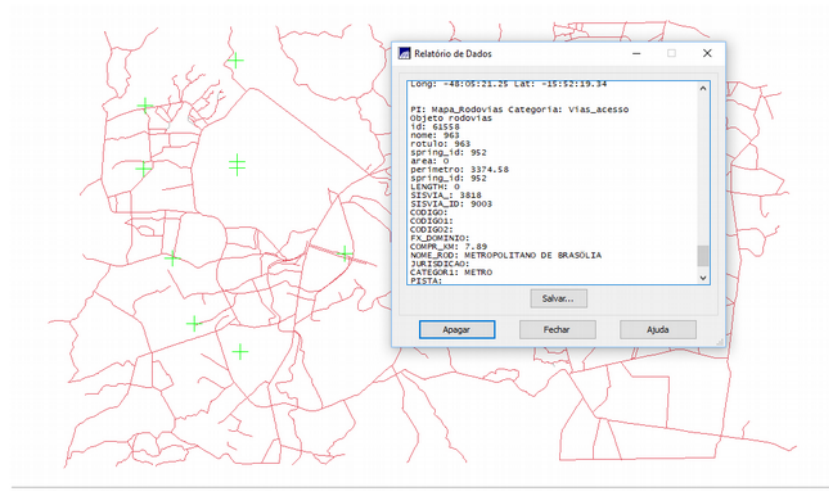 Relatório de Dados
Long: -48:05:21.25 Lat: -15:52:19.34
PI: Mapa_Rodovias Categoria: Vias_acesso
Objeto rodovias
id: 61558
nome: 963
rotulo: 963
spring_id: 952
area: 0
perimetro: 3374.58
spring_id: 952
LENGTH: 0
SISVIA_: 3818
SISVIA_ID: 9003
CODIGO:
CODIGO1:
CODIGO2:
FX_DOMINIO:
COMPR_KM: 7.89
NOME_ROD: METROPOLITANO DE BRASÓLIA
JURISDICAO:
CATEGOR1: METRO
PISTA:
Salvar...
Apagar Fechar Ajuda